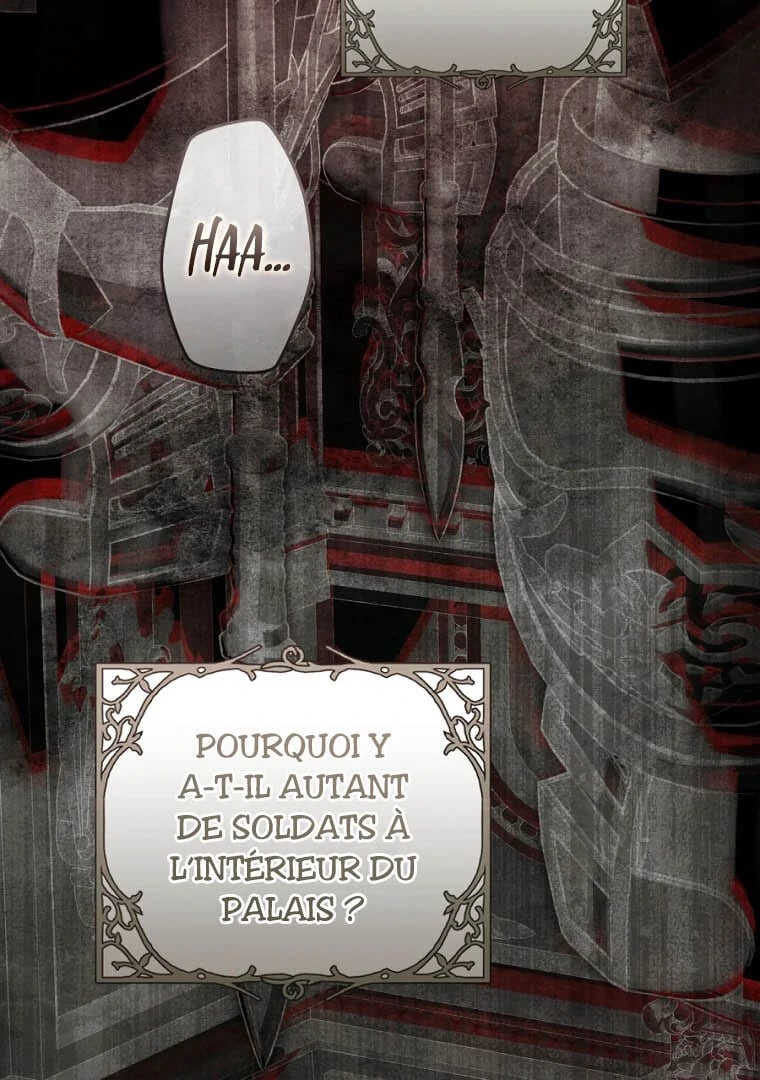 HAA...
POURQUOI Y
A-T-IL AUTANT
DE SOLDATS À
L'INTÉRIEUR DU
PALAIS ?